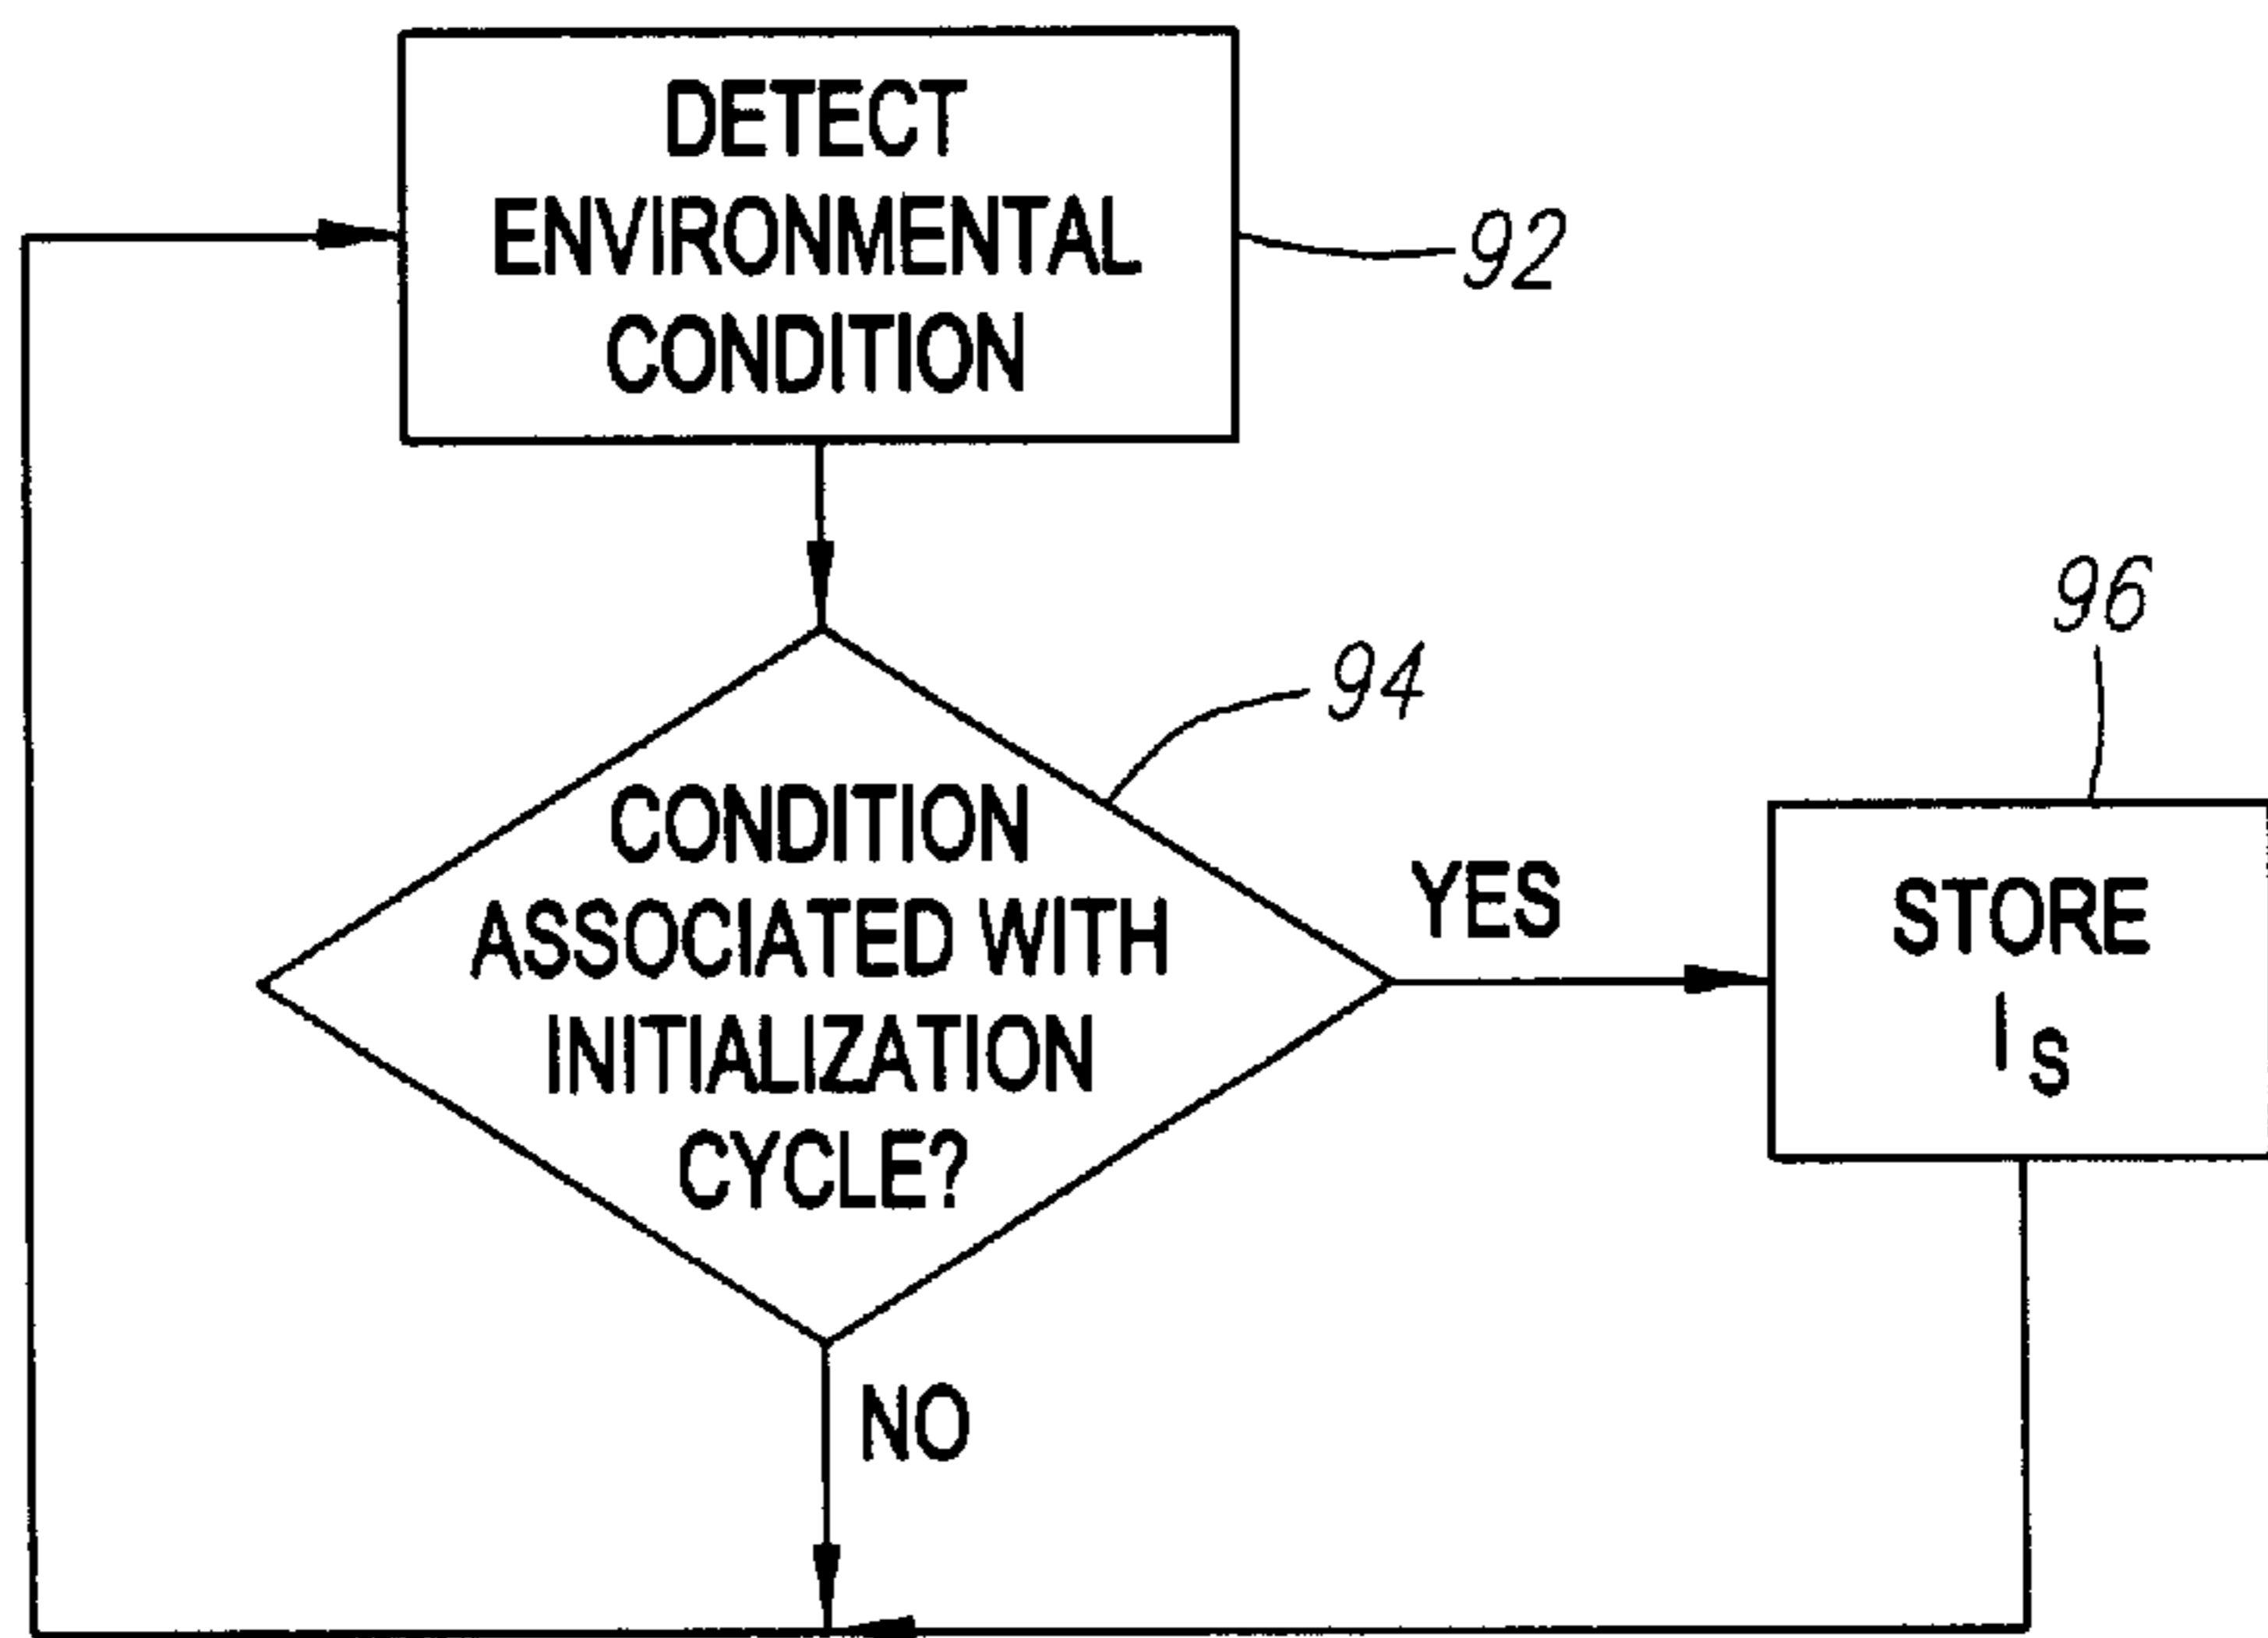 DETECT
ENVIRONMENTAL
CONDITION
92
94
96
CONDITION
ASSOCIATED WITH
INITIALIZATION
CYCLE?
YES
STORE
I S
NO